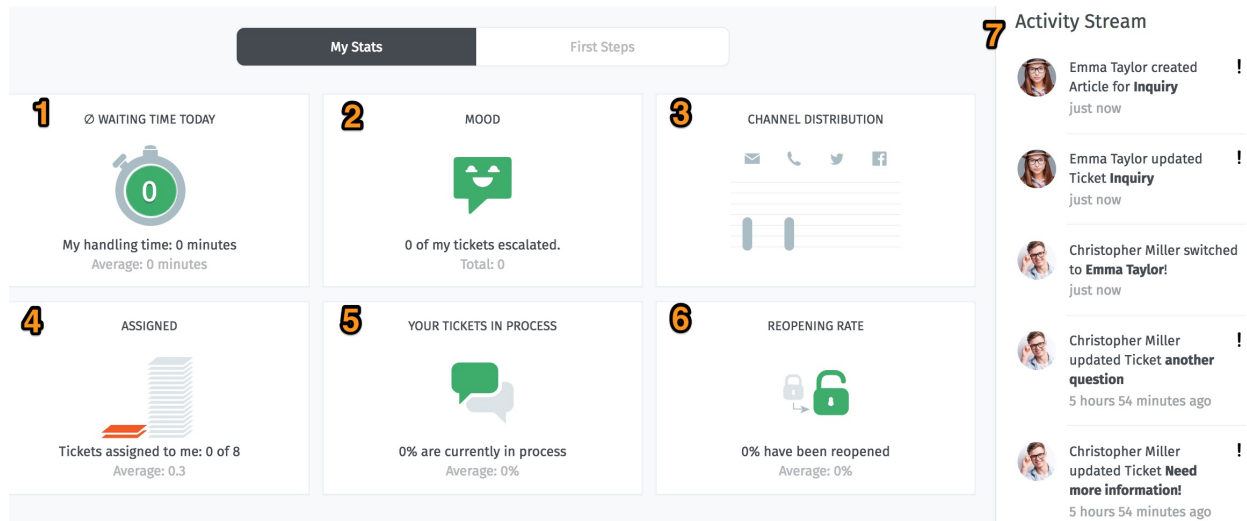 My Stats
First Steps
1
∅ WAITING TIME TODAY
0
My handling time: 0 minutes
Average: 0 minutes
2
MOOD
0 of my tickets escalated.
Total: 0
3
CHANNEL DISTRIBUTION
4
ASSIGNED
Tickets assigned to me: 0 of 8
Average: 0.3
5
YOUR TICKETS IN PROCESS
0% are currently in process
Average: 0%
6
REOPENING RATE
0% have been reopened
Average: 0%
7
Activity Stream
Emma Taylor created
Article for Inquiry
!
just now
Emma Taylor updated
Ticket Inquiry
!
just now
Christopher Miller switched
to Emma Taylor!
just now
Christopher Miller
updated Ticket another
question
!
5 hours 54 minutes ago
Christopher Miller
updated Ticket Need
more information!
!
5 hours 54 minutes ago